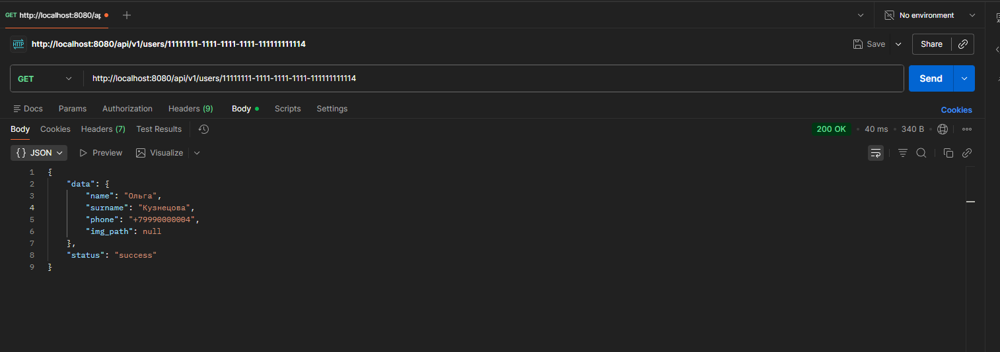 GET http://localhost:8080/ap
No environment
HTTP http://localhost:8080/api/v1/users/11111111-1111-1111-1111-111111111114
Save Share
GET http://localhost:8080/api/v1/users/11111111-1111-1111-1111-111111111114 Send
Docs Params Authorization Headers (9) Body Scripts Settings Cookies
Body Cookies Headers (7) Test Results 200 OK • 40 ms • 340 B •
{} JSON Preview Visualize
1 {
2 "data": {
3 "name": "Ольга",
4 "surname": "Кузнецова",
5 "phone": "+79990000004",
6 "img_path": null
7 },
8 "status": "success"
9 }